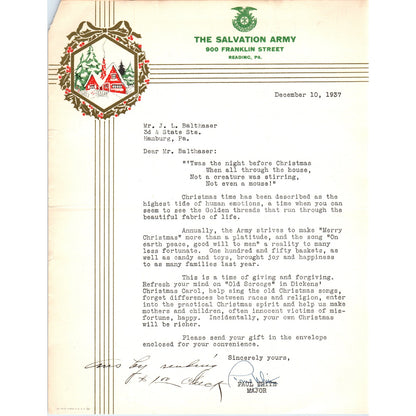 THE SALVATION ARMY
900 FRANKLIN STREET
READING, PA.
December 10, 1937
Mr. J. L. Balthaser
3d & State Sts.
Hamburg, Pa.
Dear Mr. Balthaser:
"'Twas the night before Christmas
When all through the house,
Not a creature was stirring,
Not even a mouse!"
Christmas time has been described as the
highest tide of human emotions, a time when you can
seem to see the Golden threads that run through the
beautiful fabric of life.
Annually, the Army strives to make "Merry
Christmas" more than a platitude, and the song "On
earth peace, good will to men" a reality to many
less fortunate. One hundred and fifty baskets, as
well as candy and toys, brought joy and happiness
to as many families last year.
This is a time of giving and forgiving.
Refresh your mind on "Old Scrooge" in Dickens'
Christmas Carol, help sing the old Christmas songs,
forget differences between races and religion, enter
into the practical Christmas spirit and help us make
mothers and children, often innocent victims of mis-
fortune, happy. Incidentally, your own Christmas
will be richer.
Please send your gift in the envelope
enclosed for your convenience.
Sincerely yours,
by sending
check
PAUL
MAJOR